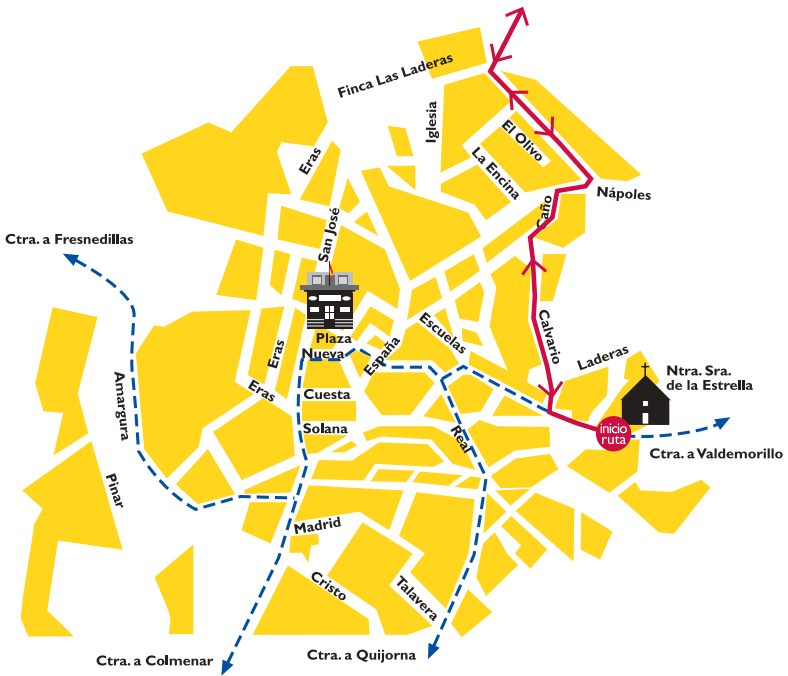 Finca Las Laderas
Iglesia
El Olivo
La Encina
Eras
Nápoles
Caño
San José
Ctra. a Fresnedillas
Plaza
Nueva
España
Escuelas
Calvario
Laderas
Ntra. Sra.
de la Estrella
Eras
Eras
Amargura
Cuesta
Solana
Real
inicio
ruta
Ctra. a Valdemorillo
Pinar
Madrid
Cristo
Talavera
Ctra. a Colmenar
Ctra. a Quijorna